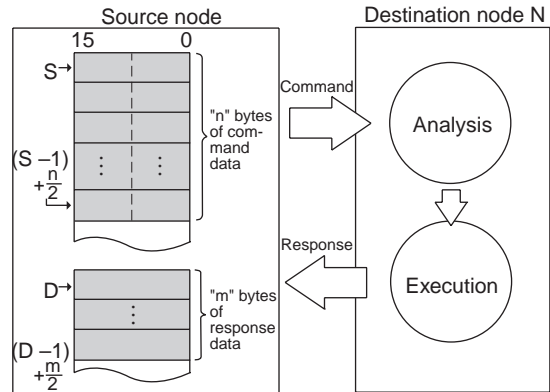 Source node
15 0
S
(S –1)
+ n/2
"n" bytes
of com-
mand
data
D
(D –1)
+ m/2
"m" bytes
of
response
data
Command
Response
Destination node N
Analysis
Execution